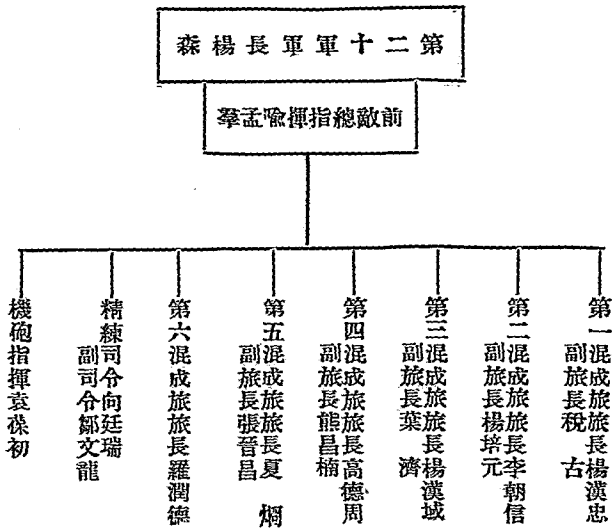 第二十軍軍長楊森
前敵總指揮喻孟羣
第一混成旅旅長楊漢忠
副旅長稅　古
第二混成旅旅長李朝信
副旅長楊培元
第三混成旅旅長楊漢域
副旅長葉　濟
第四混成旅旅長高德周
副旅長熊昌楠
第五混成旅旅長夏　烱
副旅長張晉昌
第六混成旅旅長羅潤德
精練司令向廷瑞
副司令鄒文龍
機砲指揮袁葆初